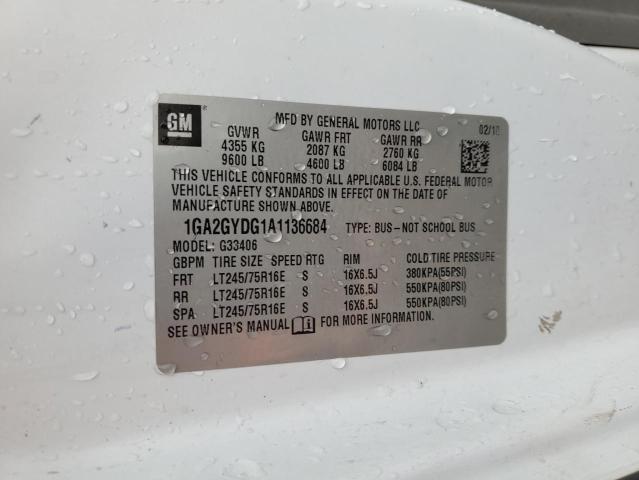 GM
MFD BY GENERAL MOTORS LLC
02/10
GVWR GAWR FRT GAWR RR
4355 KG 2087 KG 2760 KG
9600 LB 4600 LB 6084 LB
THIS VEHICLE CONFORMS TO ALL APPLICABLE U.S. FEDERAL MOTOR
VEHICLE SAFETY STANDARDS IN EFFECT ON THE DATE OF
MANUFACTURE SHOWN ABOVE.
1GA2GYDG1A1136684 TYPE: BUS-NOT SCHOOL BUS
MODEL: G33406
GBPM TIRE SIZE SPEED RTG RIM COLD TIRE PRESSURE
FRT LT245/75R16E S 16X6.5J 380KPA(55PSI)
RR LT245/75R16E S 16X6.5J 550KPA(80PSI)
SPA LT245/75R16E S 16X6.5J 550KPA(80PSI)
SEE OWNER'S MANUAL FOR MORE INFORMATION.